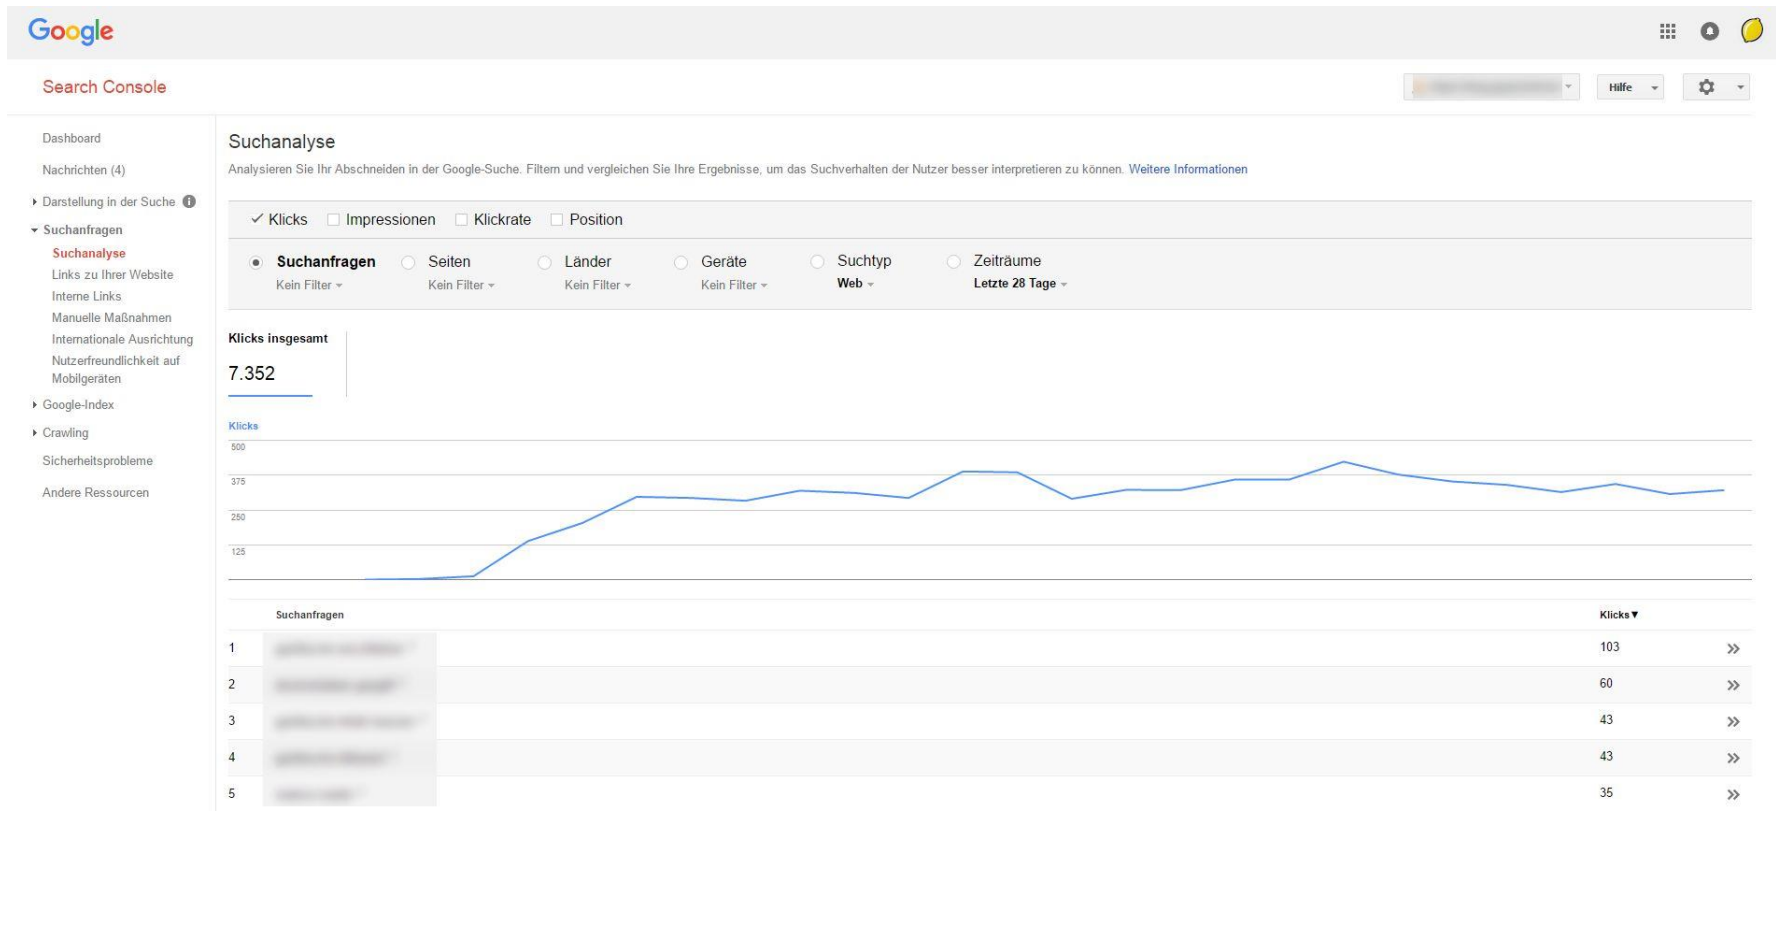 Google
Search Console
Hilfe
Dashboard
Nachrichten (4)
Darstellung in der Suche
Suchanfragen
Suchanalyse
Links zu Ihrer Website
Interne Links
Manuelle Maßnahmen
Internationale Ausrichtung
Nutzerfreundlichkeit auf
Mobilgeräten
Google-Index
Crawling
Sicherheitsprobleme
Andere Ressourcen
Suchanalyse
Analysieren Sie Ihr Abschneiden in der Google-Suche. Filtern und vergleichen Sie Ihre Ergebnisse, um das Suchverhalten der Nutzer besser interpretieren zu können. Weitere Informationen
Klicks Impressionen Klickrate Position
Suchanfragen Seiten Länder Geräte Suchtyp Zeiträume
Kein Filter Kein Filter Kein Filter Kein Filter Web Letzte 28 Tage
Klicks insgesamt
7.352
Klicks
500
375
250
125
Suchanfragen Klicks▼
1 103
2 60
3 43
4 43
5 35